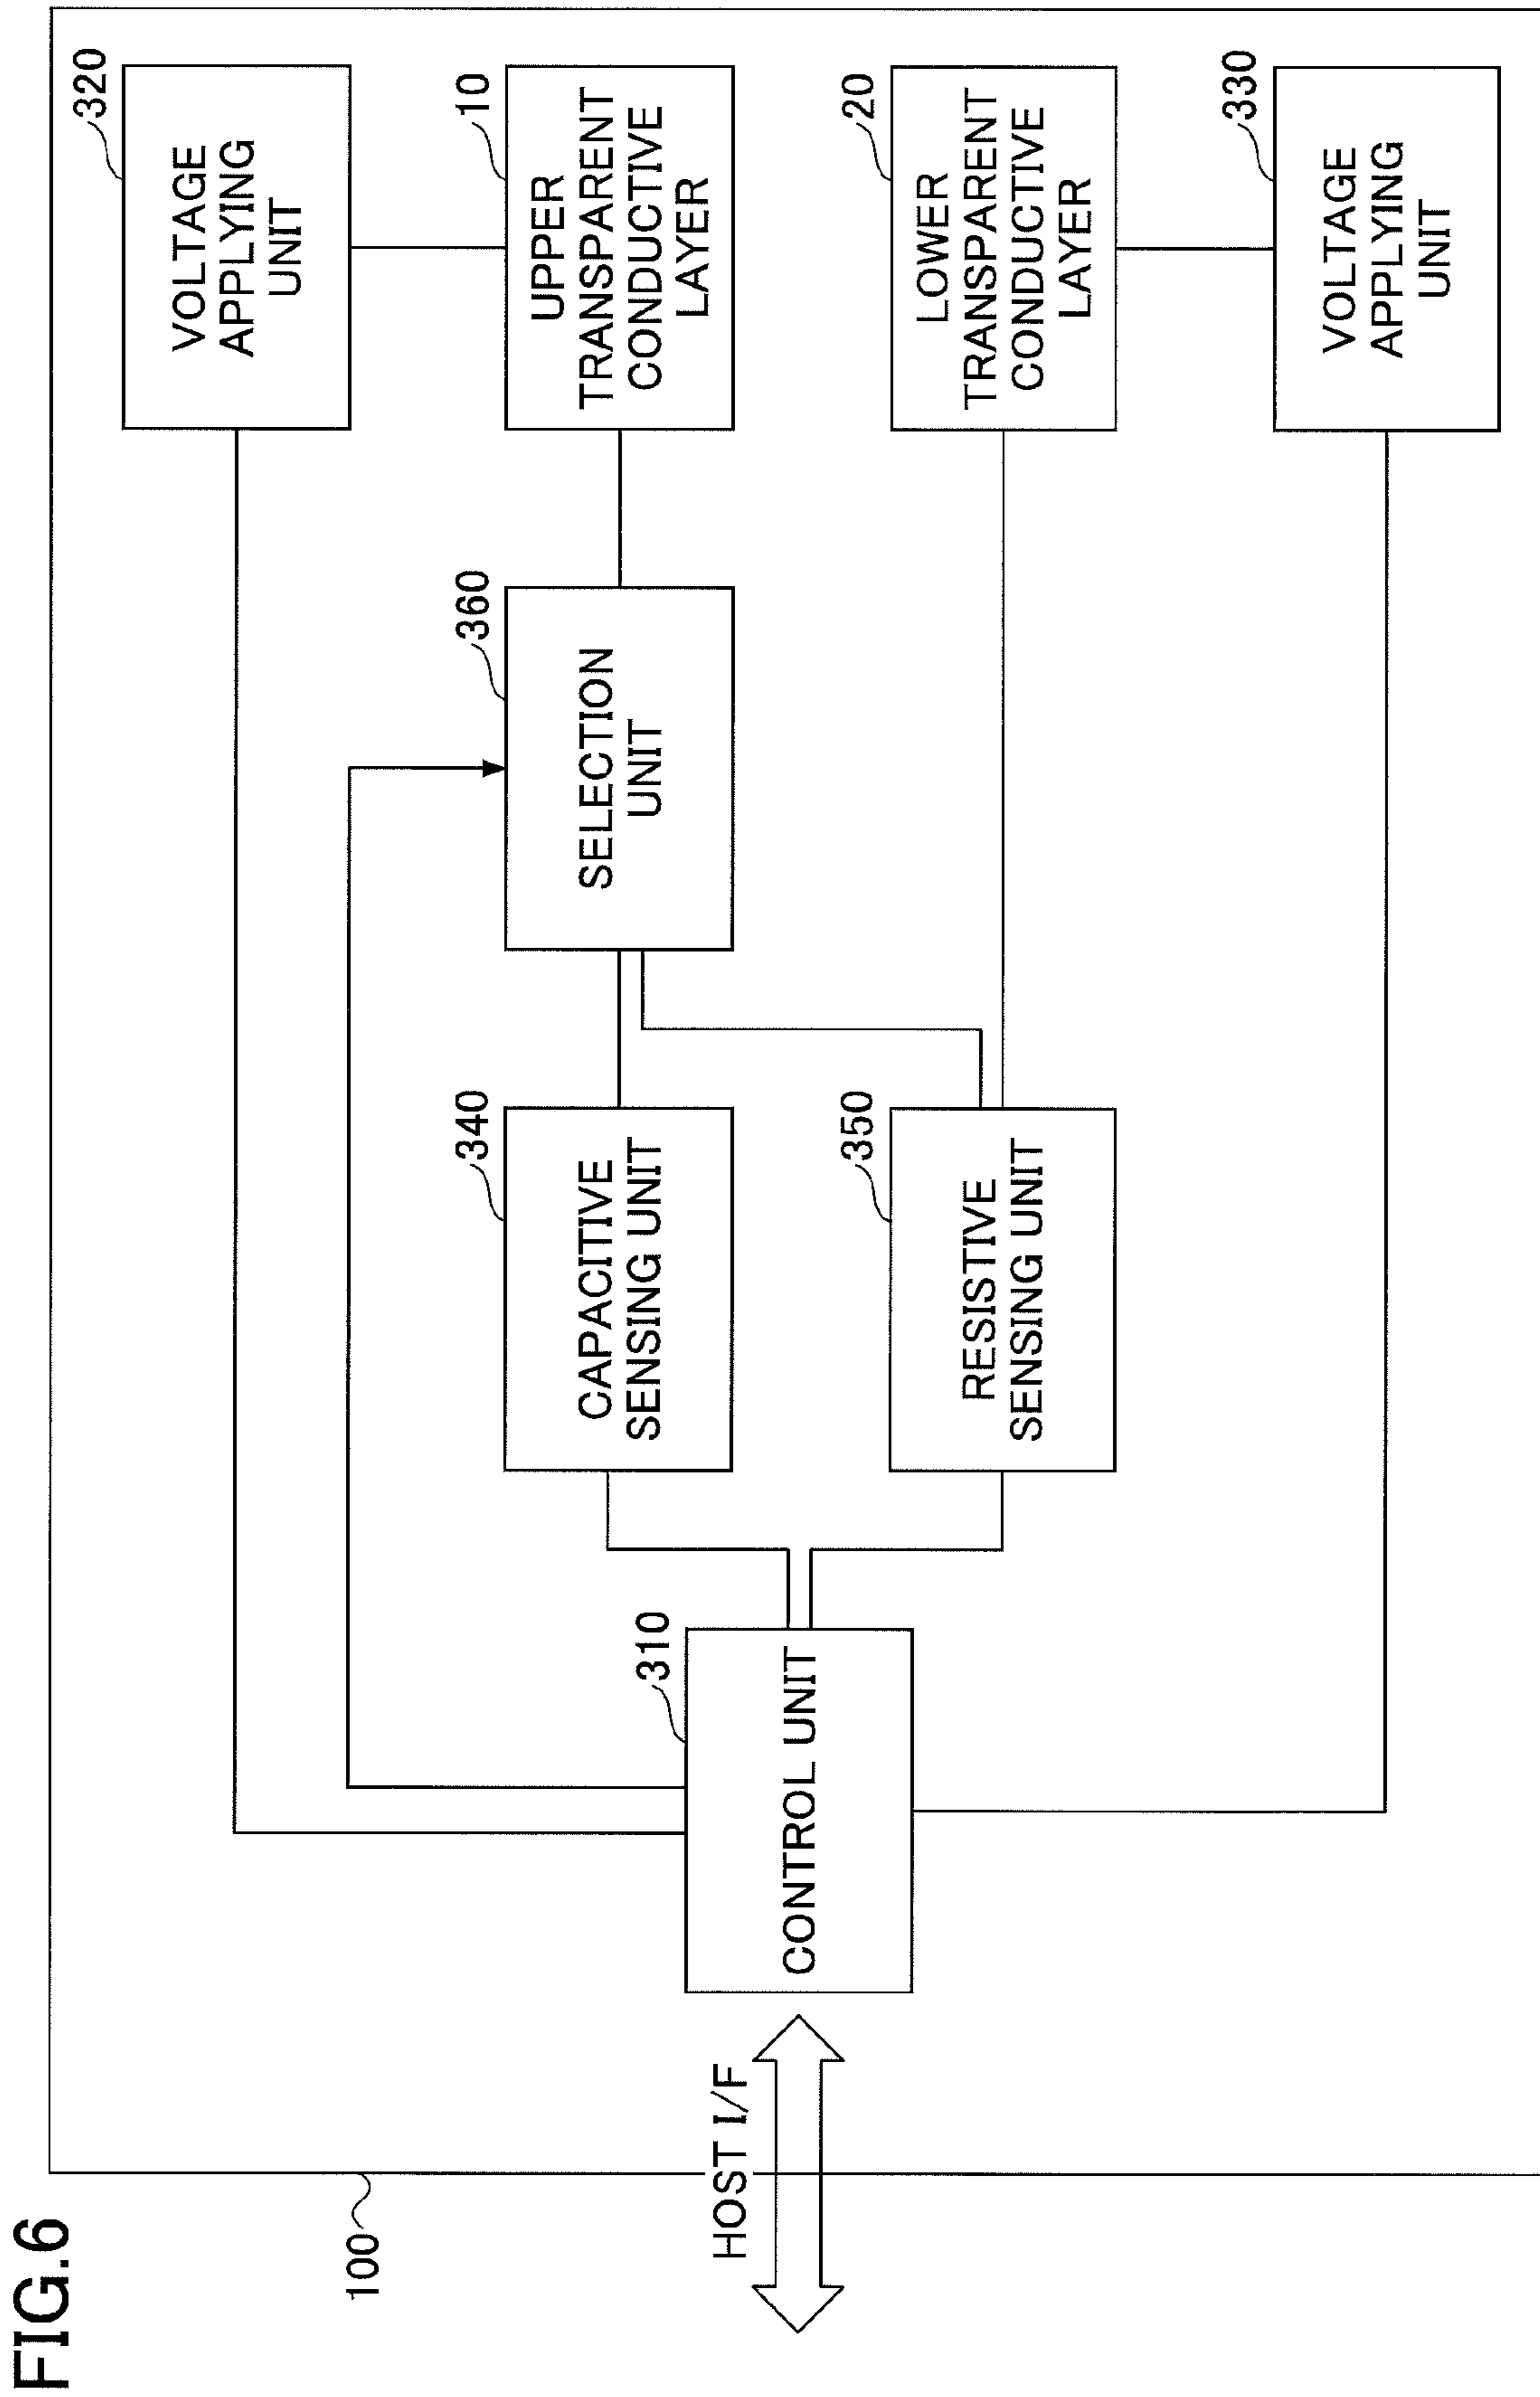 FIG.6
100
HOST I/F
310
CONTROL UNIT
340
CAPACITIVE
SENSING UNIT
350
RESISTIVE
SENSING UNIT
360
SELECTION
UNIT
320
VOLTAGE
APPLYING
UNIT
10
UPPER
TRANSPARENT
CONDUCTIVE
LAYER
20
LOWER
TRANSPARENT
CONDUCTIVE
LAYER
330
VOLTAGE
APPLYING
UNIT